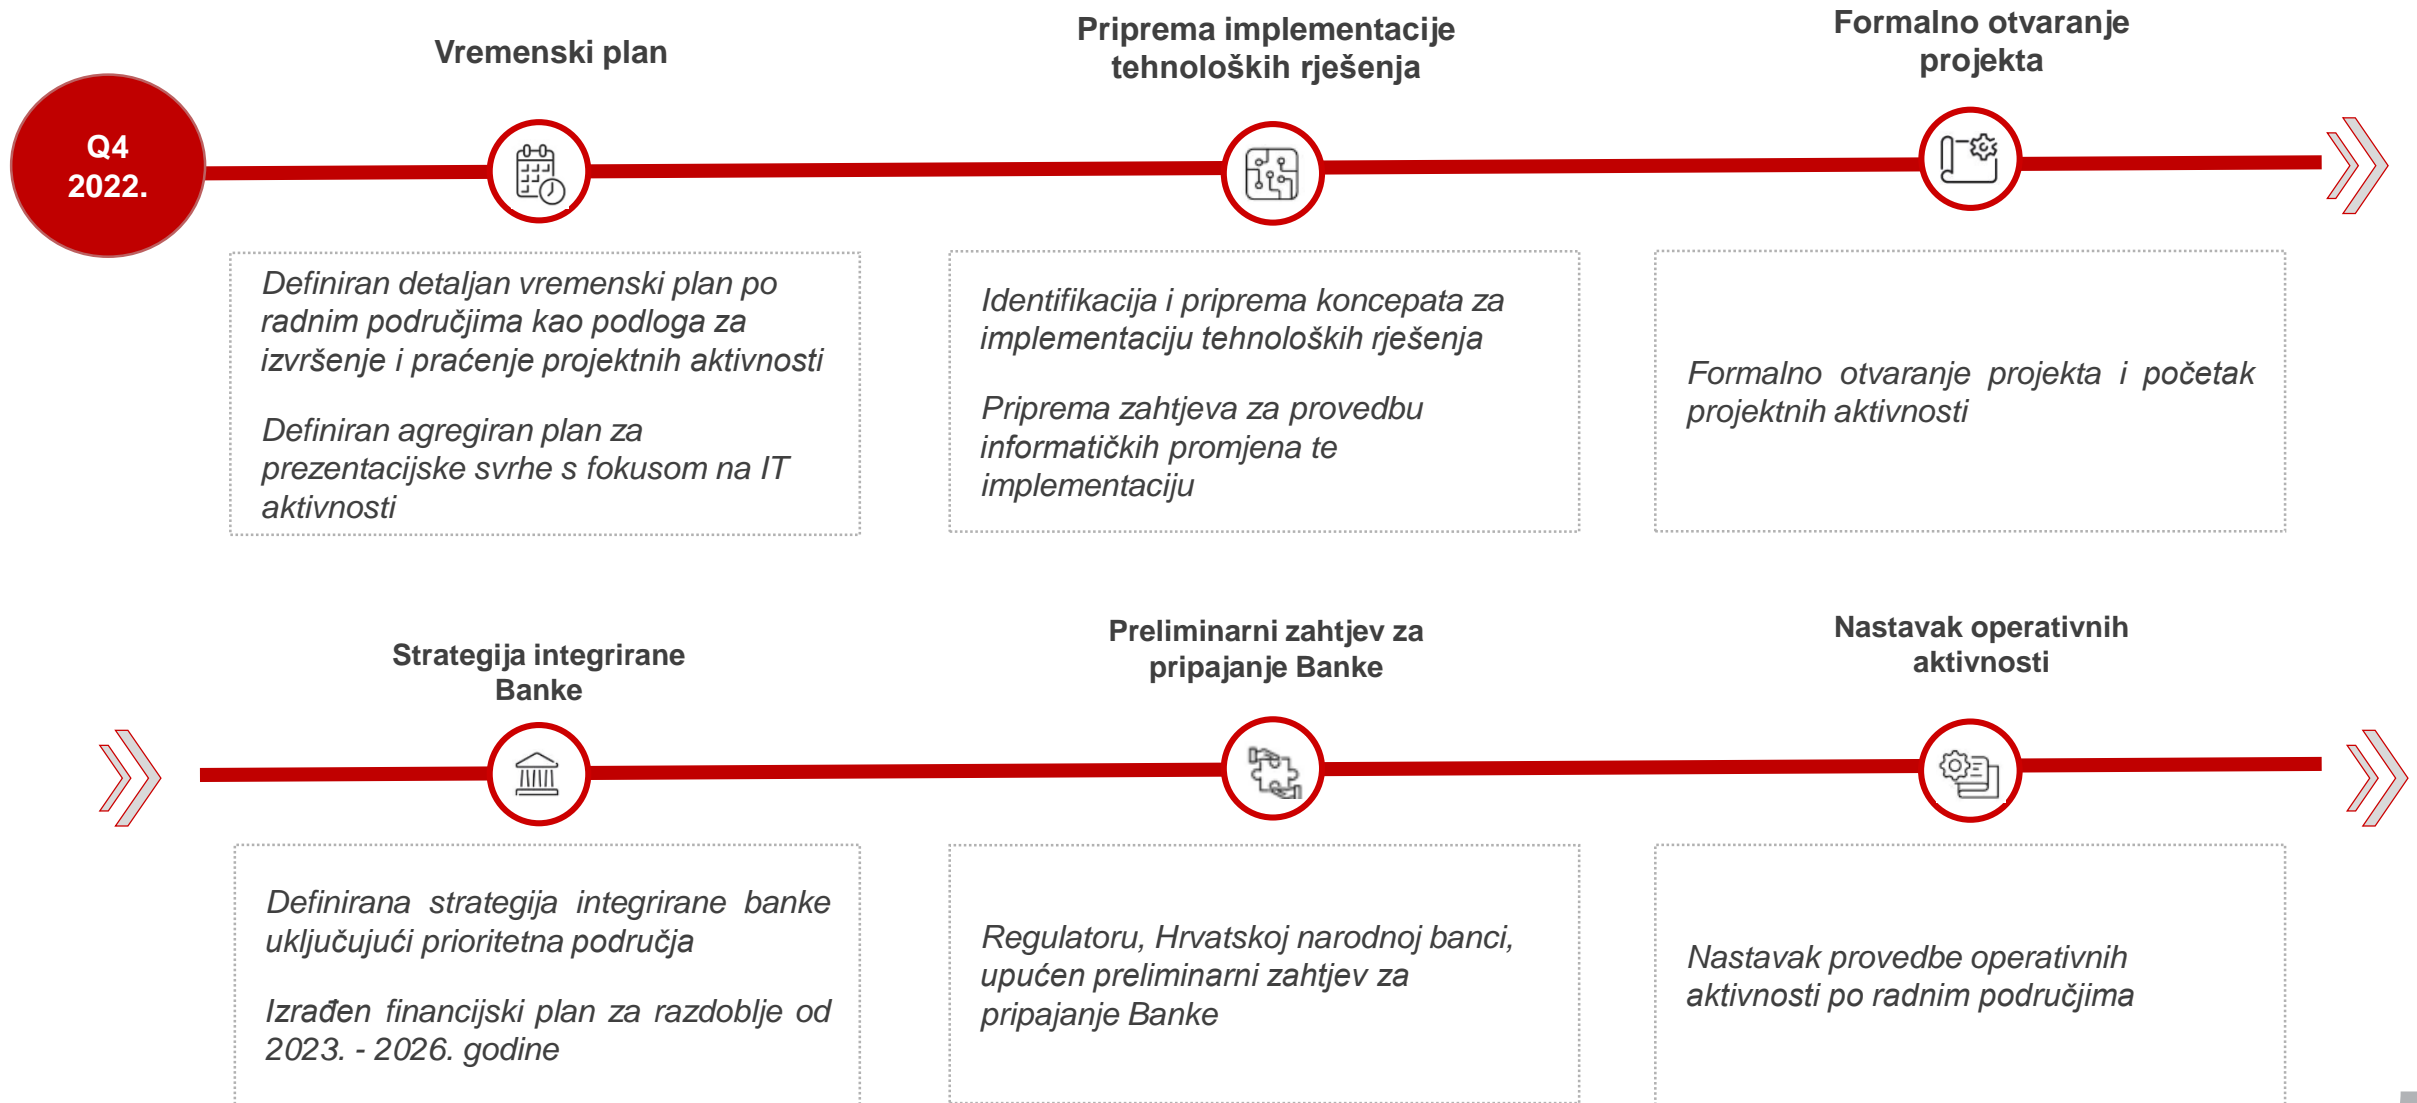 Q4
2022.
Vremenski plan
Definiran detaljan vremenski plan po
radnim područjima kao podloga za
izvršenje i praćenje projektnih aktivnosti
Definiran agregiran plan za
prezentacijske svrhe s fokusom na IT
aktivnosti
Priprema implementacije
tehnoloških rješenja
Identifikacija i priprema koncepata za
implementaciju tehnoloških rješenja
Priprema zahtjeva za provedbu
informatičkih promjena te
implementaciju
Formalno otvaranje
projekta
Formalno otvaranje projekta i početak
projektnih aktivnosti
Strategija integrirane
Banke
Definirana strategija integrirane banke
uključujući prioritetna područja
Izrađen financijski plan za razdoblje od
2023. - 2026. godine
Preliminarni zahtjev za
pripajanje Banke
Regulatoru, Hrvatskoj narodnoj banci,
upućen preliminarni zahtjev za
pripajanje Banke
Nastavak operativnih
aktivnosti
Nastavak provedbe operativnih
aktivnosti po radnim područjima